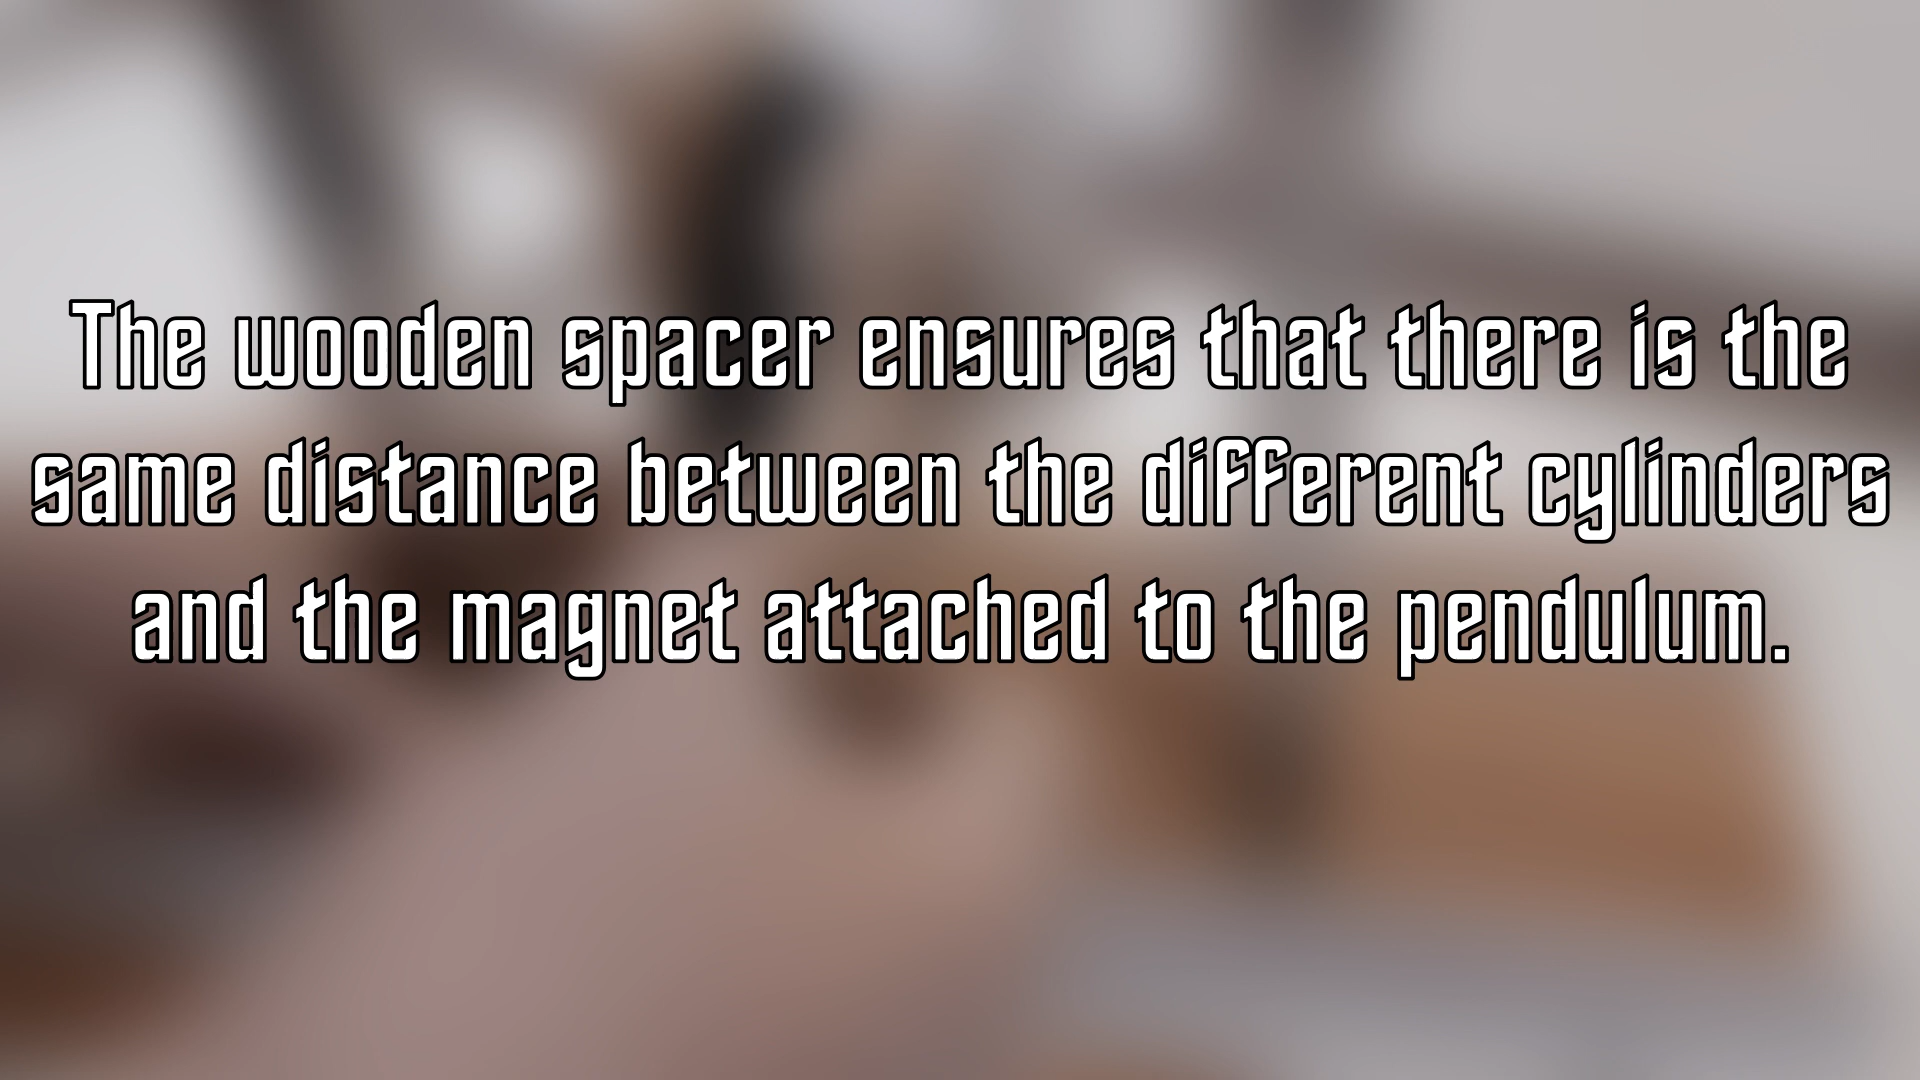 The wooden spacer ensures that there is the
same distance between the different cylinders
and the magnet attached to the pendulum.